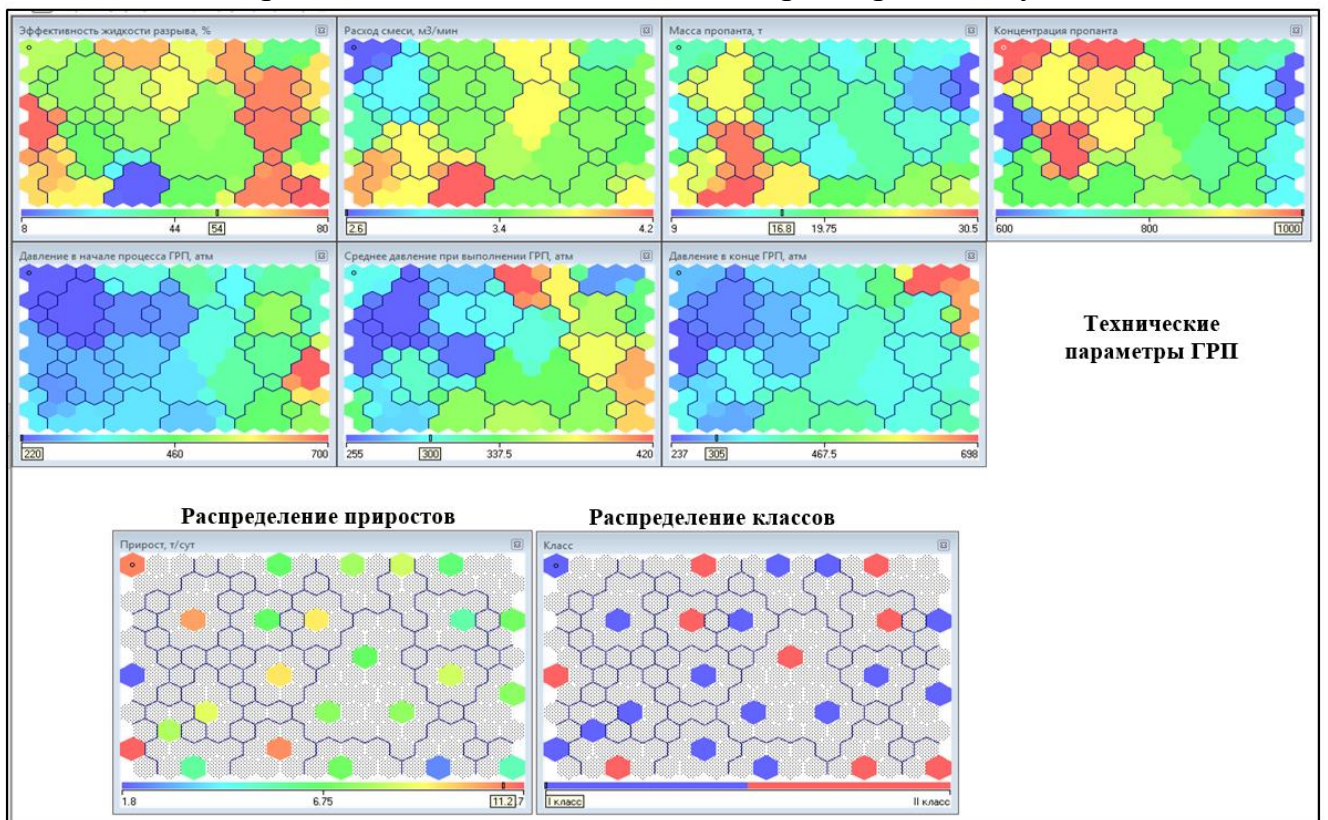 Эффективность жидкости разрыва, %
Расход смеси, м3/мин
Масса пропанта, т
Концентрация пропанта
8 44 54 80
2.6 3.4 4.2
9 16.8 19.75 30.5
600 800 1000
Давление в начале процесса ГРП, атм
Среднее давление при выполнении ГРП, атм
Давление в конце ГРП, атм
Технические
параметры ГРП
220 460 700
255 300 337.5 420
237 305 467.5 698
Распределение приростов
Распределение классов
Прирост, т/сут
Класс
1.8 6.75 11.2 .7
I класс II класс